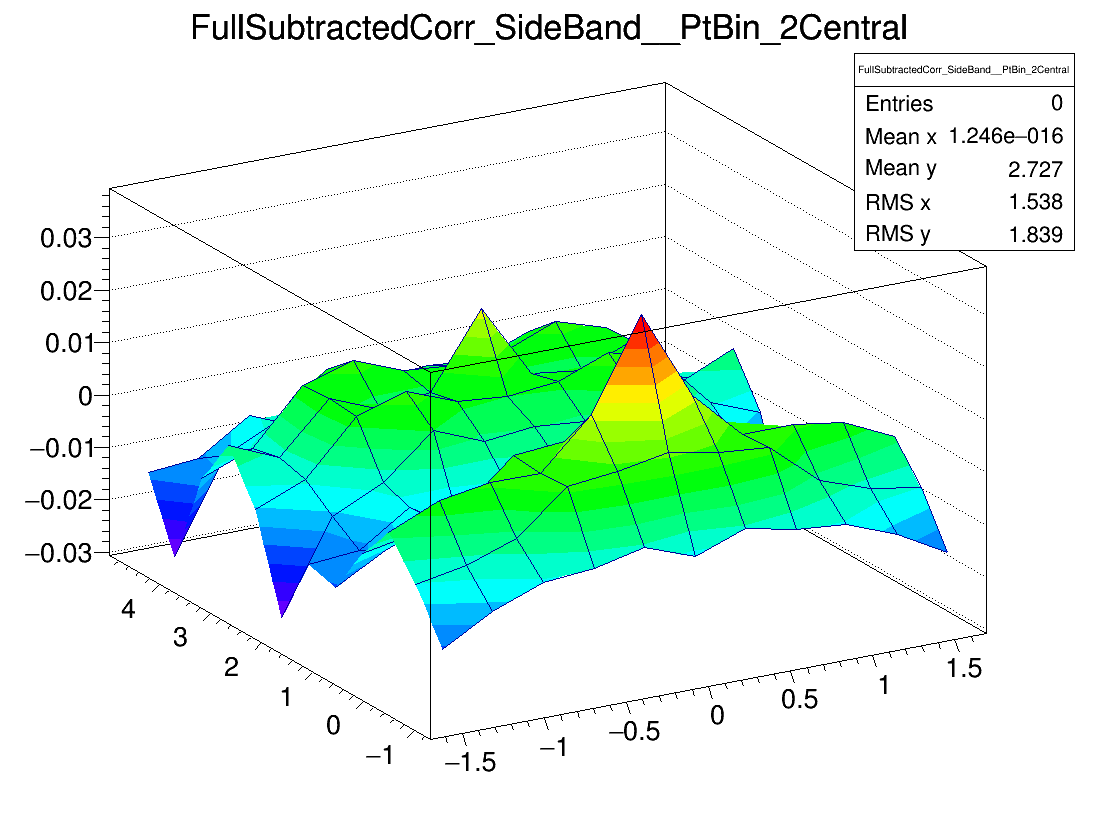 FullSubtractedCorr_SideBand__PtBin_2Central
FullSubtractedCorr_SideBand__PtBin_2Central
Entries 0
Mean x 1.246e−016
Mean y 2.727
RMS x 1.538
RMS y 1.839
0.03
0.02
0.01
0
−0.01
−0.02
−0.03
4
3
2
1
0
−1
−1.5
−1
−0.5
0
0.5
1
1.5